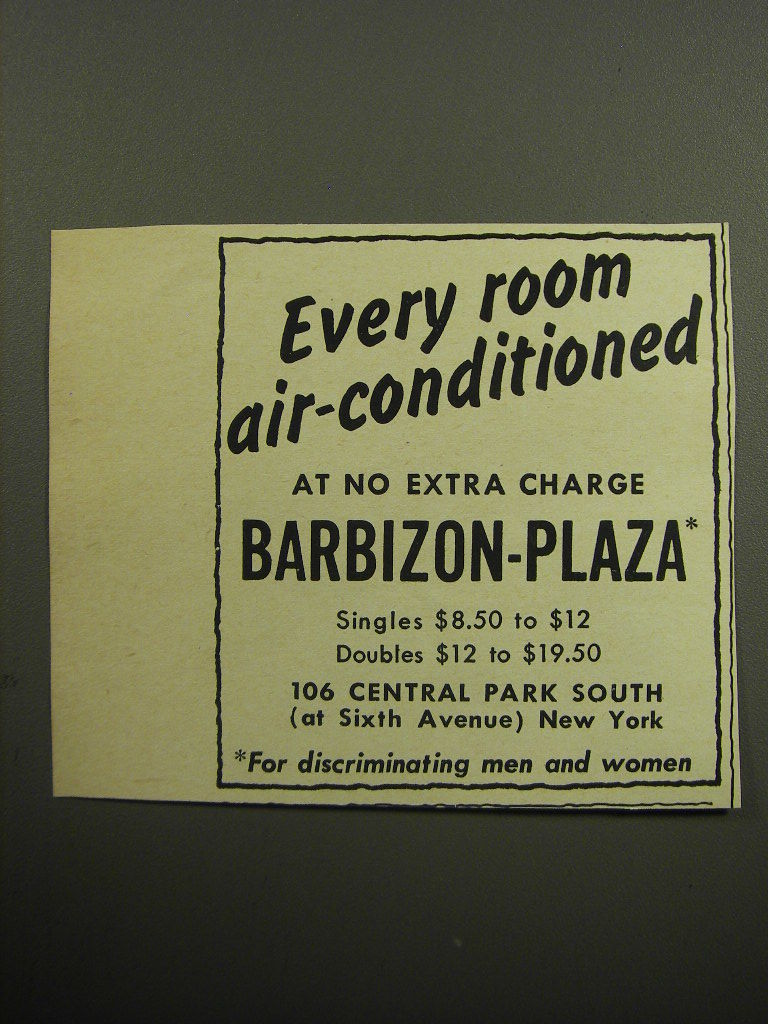 Every room
air-conditioned
AT NO EXTRA CHARGE
BARBIZON-PLAZA*
Singles $8.50 to $12
Doubles $12 to $19.50
106 CENTRAL PARK SOUTH
(at Sixth Avenue) New York
*For discriminating men and women